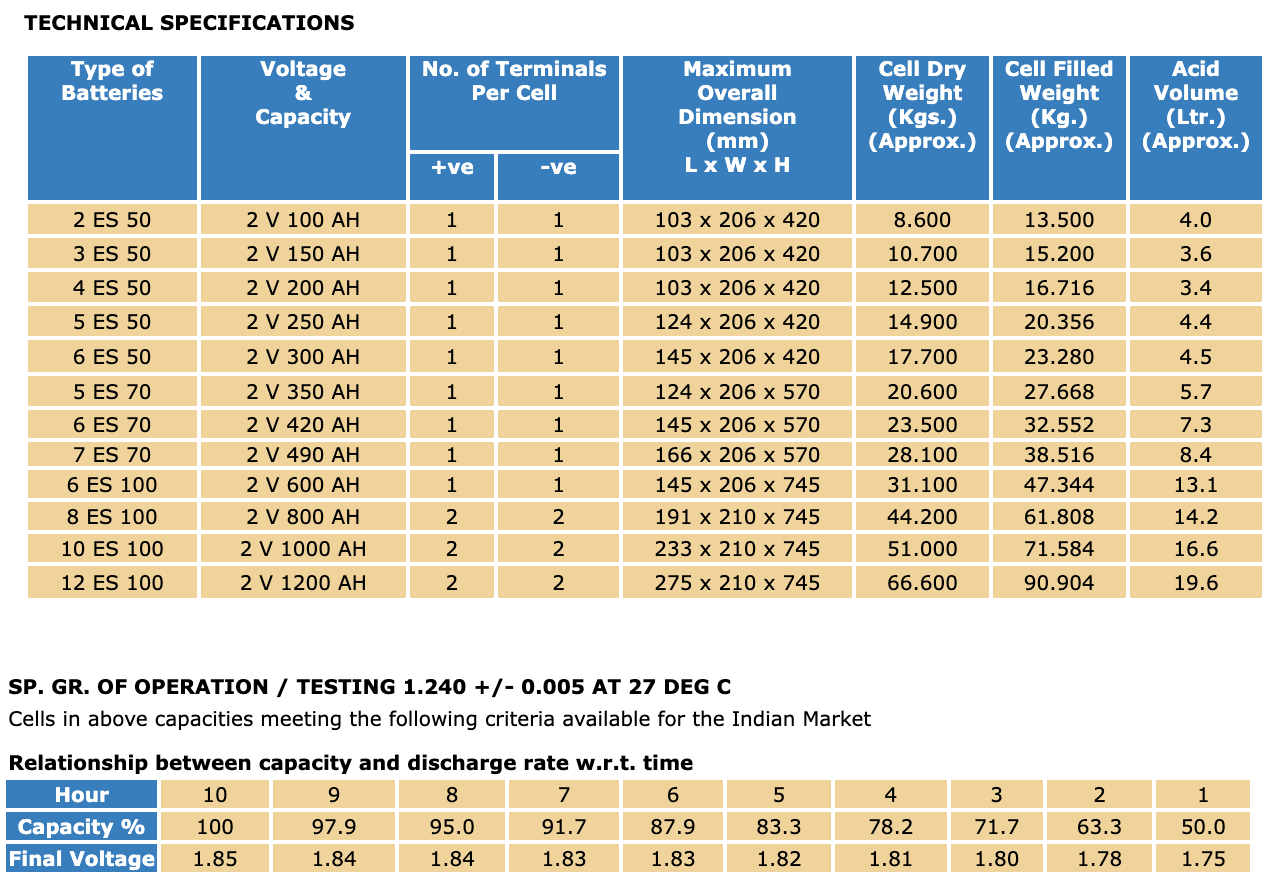 TECHNICAL SPECIFICATIONS
Type of Batteries Voltage & Capacity No. of Terminals Per Cell Maximum Overall Dimension (mm) L x W x H Cell Dry Weight (Kgs.) (Approx.) Cell Filled Weight (Kg.) (Approx.) Acid Volume (Ltr.) (Approx.)
+ve -ve
2 ES 50 2 V 100 AH 1 1 103 x 206 x 420 8.600 13.500 4.0
3 ES 50 2 V 150 AH 1 1 103 x 206 x 420 10.700 15.200 3.6
4 ES 50 2 V 200 AH 1 1 103 x 206 x 420 12.500 16.716 3.4
5 ES 50 2 V 250 AH 1 1 124 x 206 x 420 14.900 20.356 4.4
6 ES 50 2 V 300 AH 1 1 145 x 206 x 420 17.700 23.280 4.5
5 ES 70 2 V 350 AH 1 1 124 x 206 x 570 20.600 27.668 5.7
6 ES 70 2 V 420 AH 1 1 145 x 206 x 570 23.500 32.552 7.3
7 ES 70 2 V 490 AH 1 1 166 x 206 x 570 28.100 38.516 8.4
6 ES 100 2 V 600 AH 1 1 145 x 206 x 745 31.100 47.344 13.1
8 ES 100 2 V 800 AH 2 2 191 x 210 x 745 44.200 61.808 14.2
10 ES 100 2 V 1000 AH 2 2 233 x 210 x 745 51.000 71.584 16.6
12 ES 100 2 V 1200 AH 2 2 275 x 210 x 745 66.600 90.904 19.6
SP. GR. OF OPERATION / TESTING 1.240 +/- 0.005 AT 27 DEG C
Cells in above capacities meeting the following criteria available for the Indian Market
Relationship between capacity and discharge rate w.r.t. time
Hour 10 9 8 7 6 5 4 3 2 1
Capacity % 100 97.9 95.0 91.7 87.9 83.3 78.2 71.7 63.3 50.0
Final Voltage 1.85 1.84 1.84 1.83 1.83 1.82 1.81 1.80 1.78 1.75